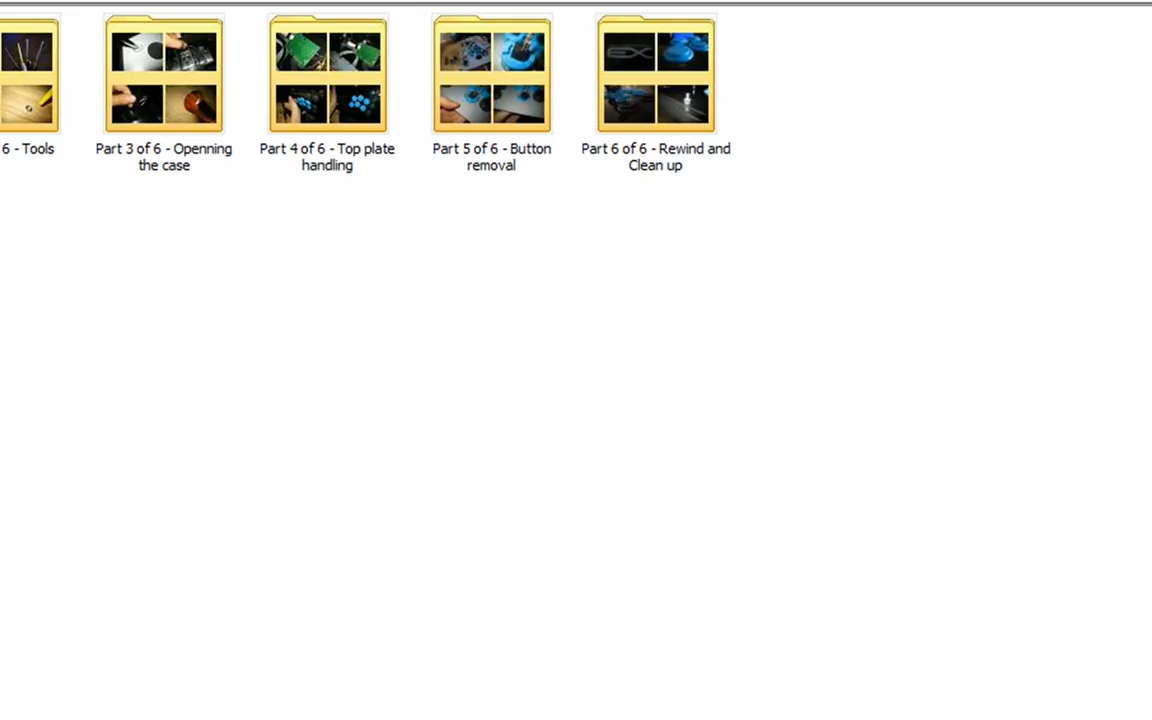 6 - Tools
Part 3 of 6 - Openning
the case
Part 4 of 6 - Top plate
handling
Part 5 of 6 - Button
removal
Part 6 of 6 - Rewind and
Clean up
EX